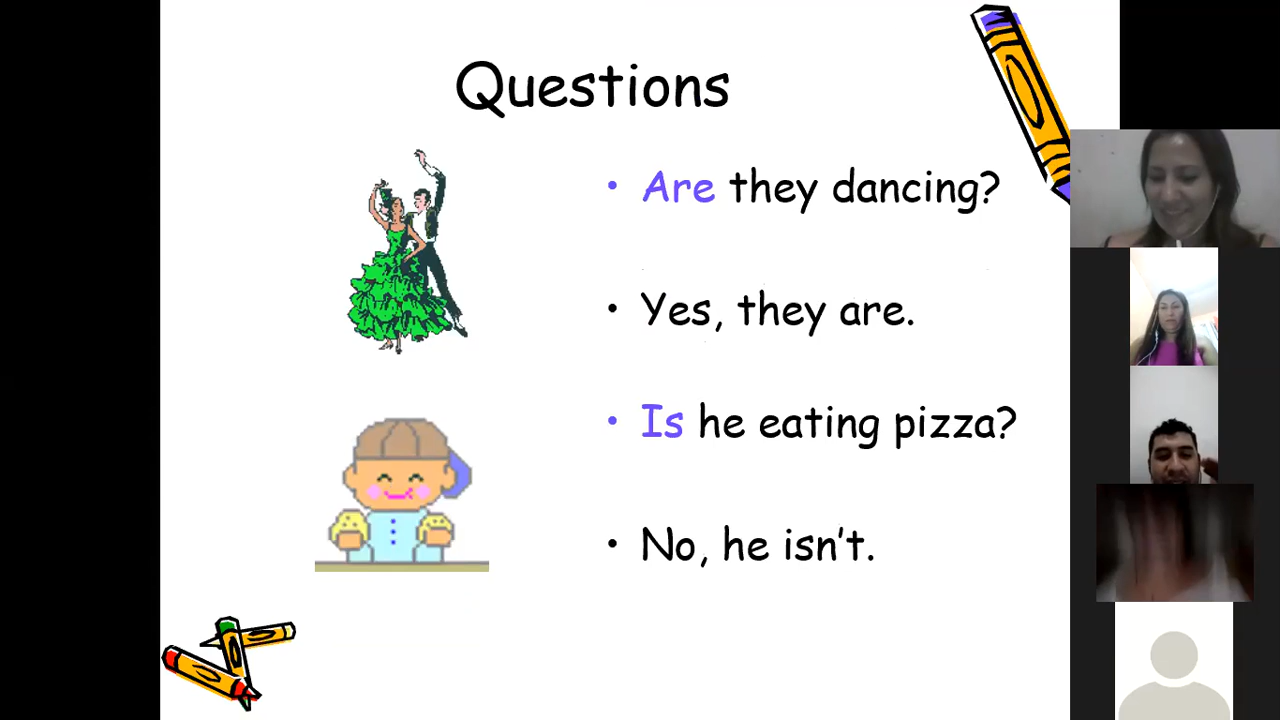 Questions
Are they dancing?
Yes, they are.
Is he eating pizza?
No, he isn't.